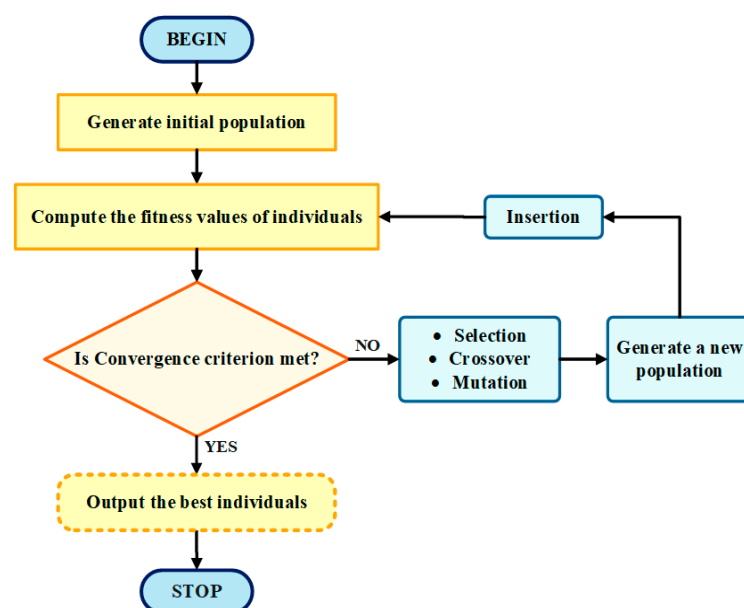 BEGIN
Generate initial population
Compute the fitness values of individuals
Insertion
Is Convergence criterion met?
NO
• Selection
• Crossover
• Mutation
Generate a new
population
YES
Output the best individuals
STOP